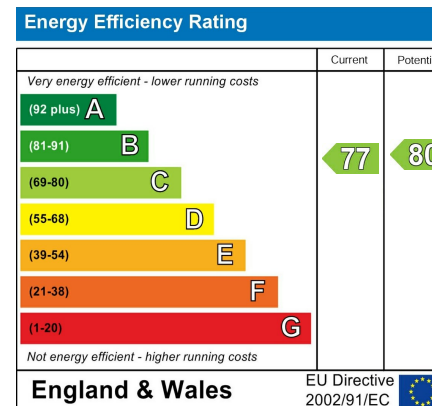 Energy Efficiency Rating
Current Potenti
Very energy efficient - lower running costs
(92 plus) A
(81-91) B
(69-80) C
(55-68) D
(39-54) E
(21-38) F
(1-20) G
77 80
Not energy efficient - higher running costs
England & Wales
EU Directive
2002/91/EC